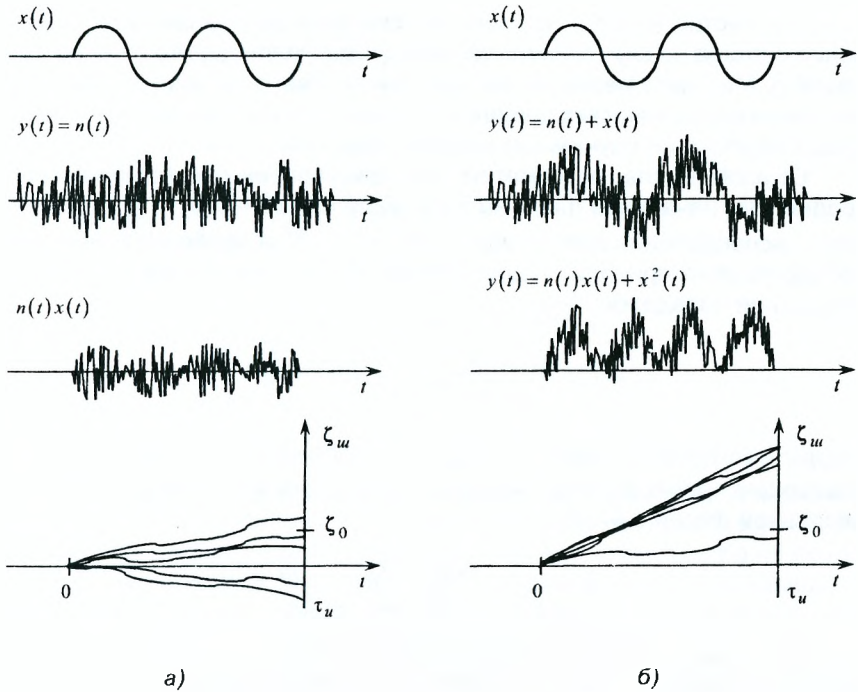 x(t)
t
y(t) = n(t)
t
n(t)x(t)
t
ζ_ш
ζ_0
t
0
τ_и
а)
x(t)
t
y(t) = n(t) + x(t)
t
y(t) = n(t)x(t) + x²(t)
t
ζ_ш
ζ_0
t
0
τ_и
б)